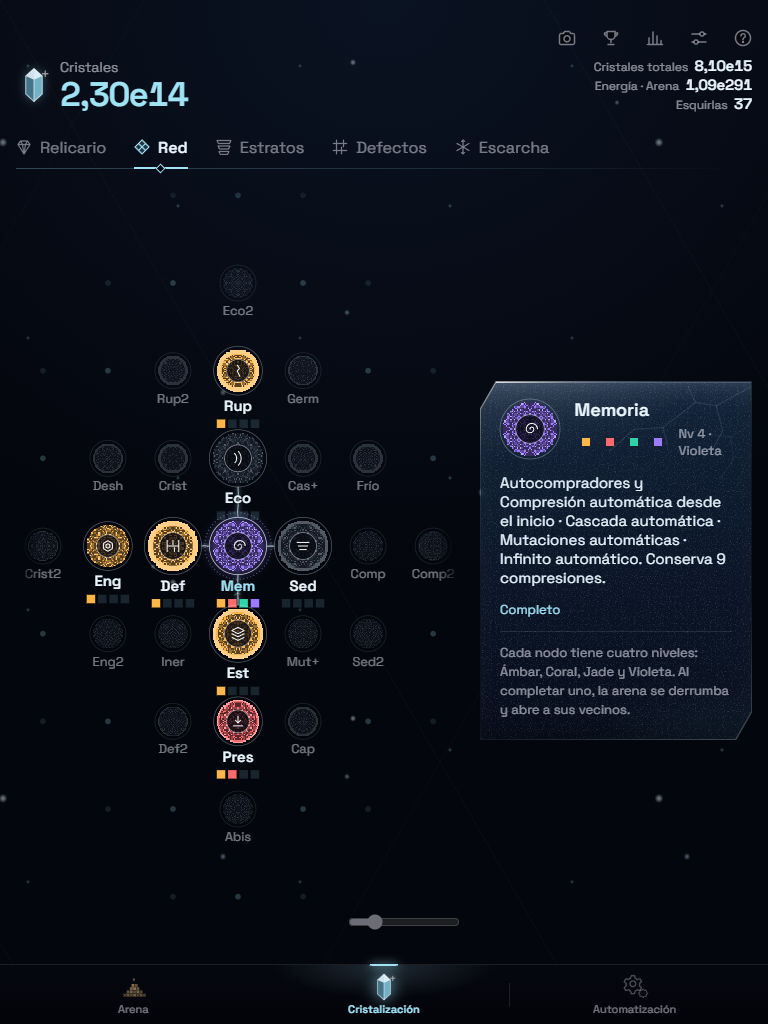 Cristales
2,30e14
Cristales totales 8,10e15
Energía · Arena 1,09e291
Esquirlas 37
Relicario
Red
Estratos
Defectos
Escarcha
Eco2
Rup2
Rup
Germ
Desh
Crist
Eco
Cas+
Frío
Crist2
Eng
Def
Mem
Sed
Comp
Comp2
Eng2
Iner
Est
Mut+
Sed2
Def2
Pres
Cap
Abis
Memoria
Nv 4 ·
Violeta
Autocompradores y
Compresión automática desde
el inicio · Cascada automática ·
Mutaciones automáticas ·
Infinito automático. Conserva 9
compresiones.
Completo
Cada nodo tiene cuatro niveles:
Ámbar, Coral, Jade y Violeta. Al
completar uno, la arena se derrumba
y abre a sus vecinos.
Arena
Cristalización
Automatización